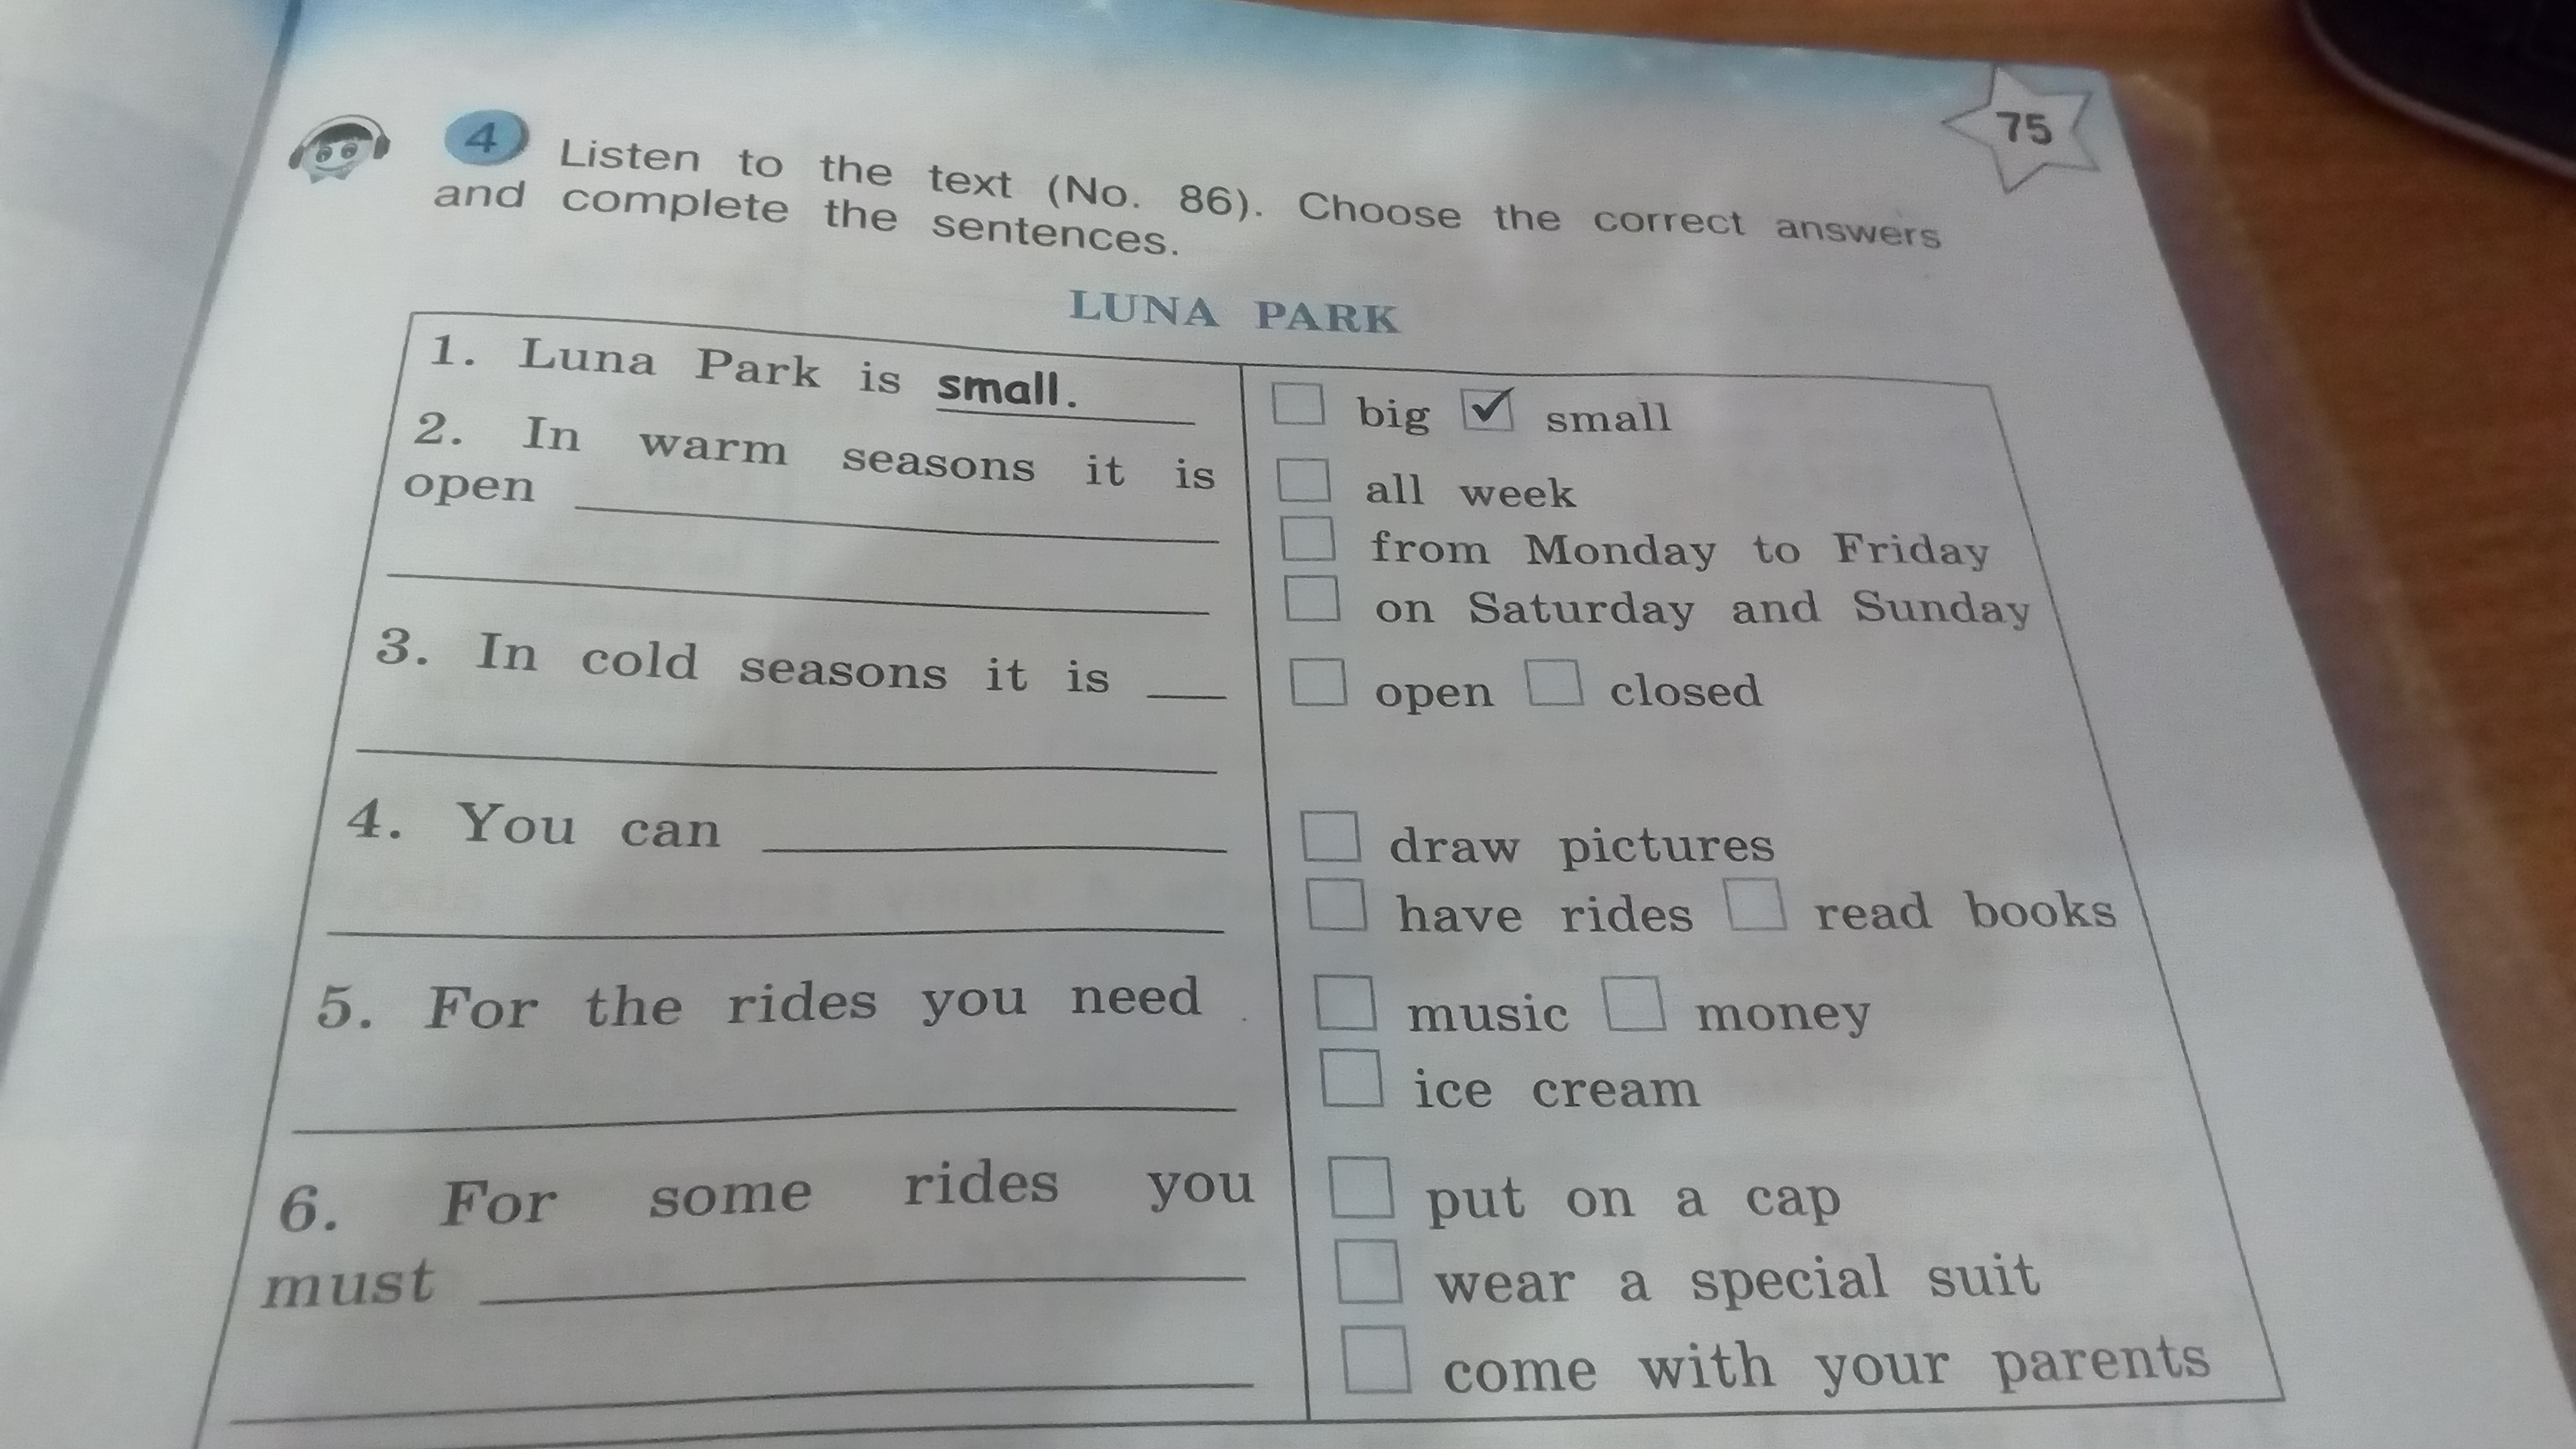 75
4 Listen to the text (No. 86). Choose the correct answers
and complete the sentences.
LUNA PARK
1. Luna Park is small.
big small
2. In warm seasons it is
open
all week
from Monday to Friday
on Saturday and Sunday
3. In cold seasons it is
open closed
4. You can
draw pictures
have rides read books
5. For the rides you need
music money
ice cream
6. For some rides you
must
put on a cap
wear a special suit
come with your parents